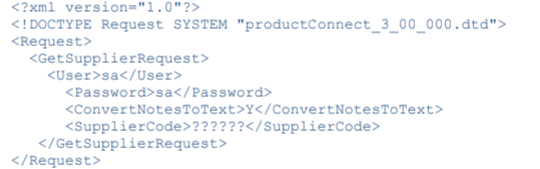 <?xml version="1.0"?>
<!DOCTYPE Request SYSTEM "productConnect_3_00_000.dtd">
<Request>
<GetSupplierRequest>
<User>sa</User>
<Password>sa</Password>
<ConvertNotesToText>Y</ConvertNotesToText>
<SupplierCode>??????</SupplierCode>
</GetSupplierRequest>
</Request>